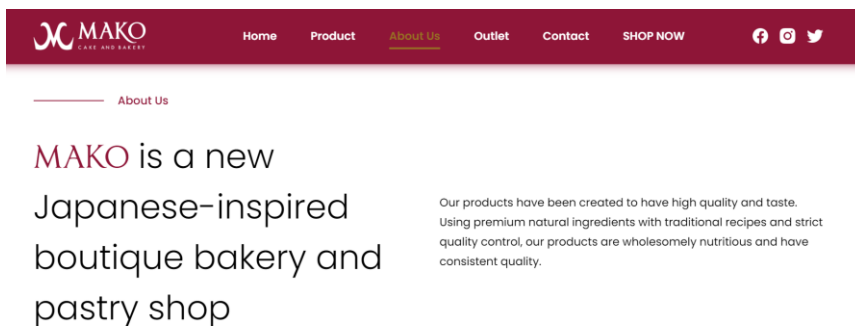 MAKO
CAKE AND BAKERY
Home Product About Us Outlet Contact SHOP NOW
About Us
MAKO is a new
Japanese-inspired
boutique bakery and
pastry shop
Our products have been created to have high quality and taste.
Using premium natural ingredients with traditional recipes and strict
quality control, our products are wholesomely nutritious and have
consistent quality.